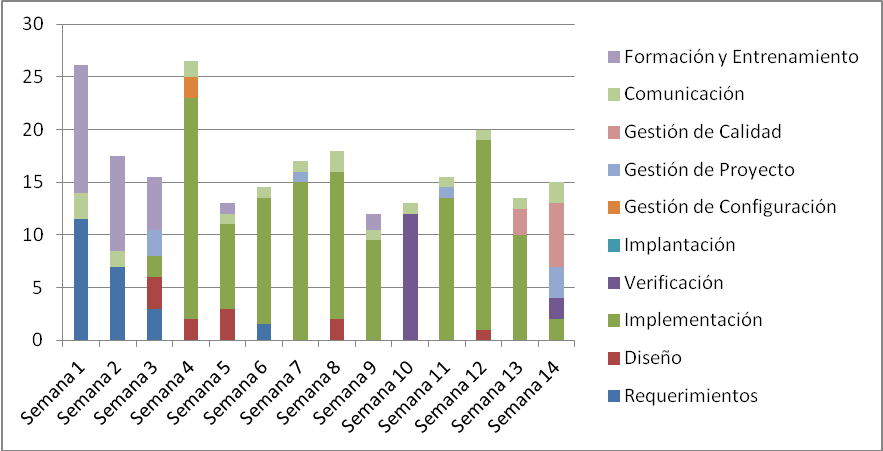 30
25
20
15
10
5
0
Semana 1
Semana 2
Semana 3
Semana 4
Semana 5
Semana 6
Semana 7
Semana 8
Semana 9
Semana 10
Semana 11
Semana 12
Semana 13
Semana 14
Formación y Entrenamiento
Comunicación
Gestión de Calidad
Gestión de Proyecto
Gestión de Configuración
Implantación
Verificación
Implementación
Diseño
Requerimientos